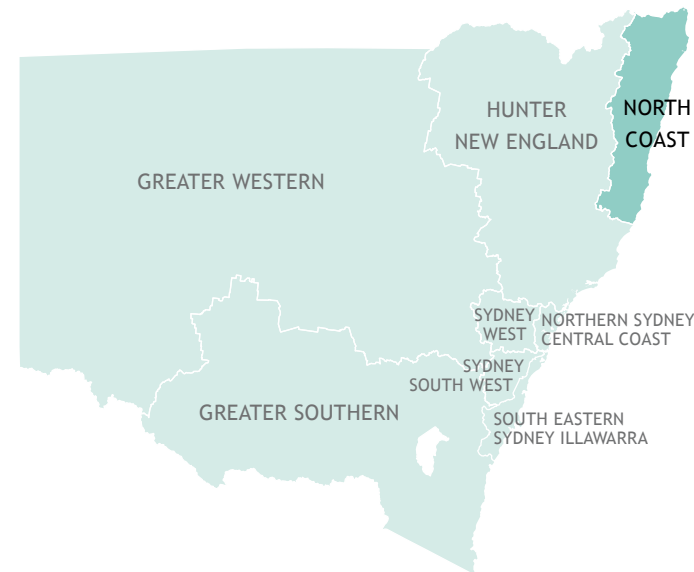 HUNTER
NEW ENGLAND
NORTH
COAST
GREATER WESTERN
SYDNEY
WEST
NORTHERN SYDNEY
CENTRAL COAST
SYDNEY
SOUTH WEST
GREATER SOUTHERN
SOUTH EASTERN
SYDNEY ILLAWARRA